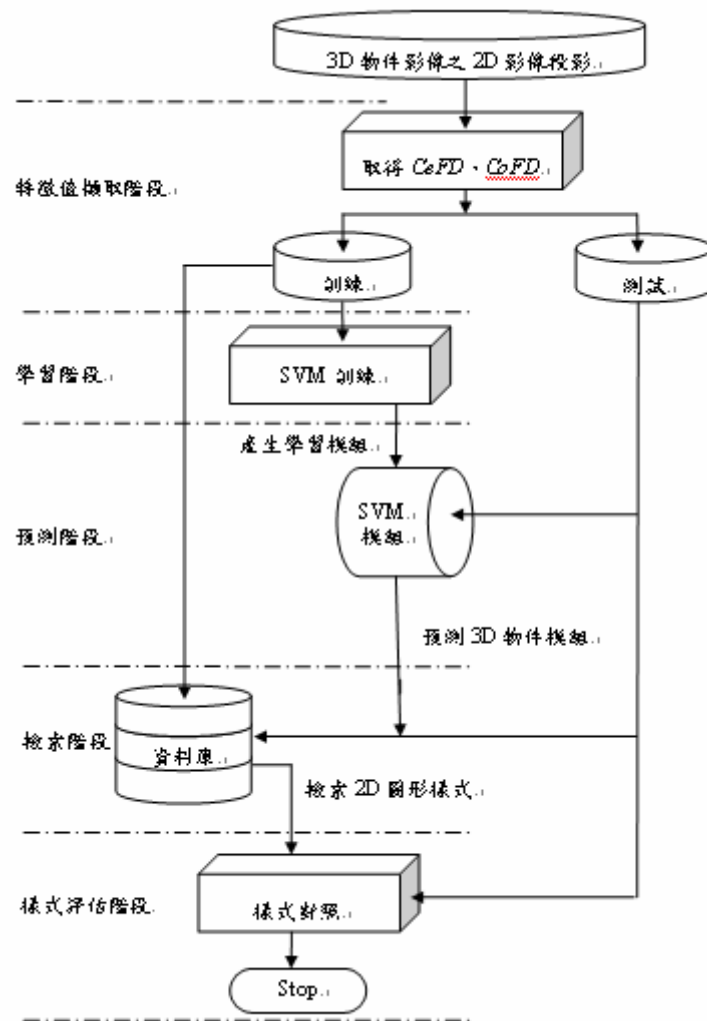 3D 物件影像之 2D 影像投影
取得 CeFD、CoFD
特徵值擷取階段
訓練
測試
學習階段
SVM 訓練
產生學習模組
SVM
模組
預測階段
預測 3D 物件模組
檢索階段
資料庫
檢索 2D 圖形樣式
樣式評估階段
樣式對照
Stop